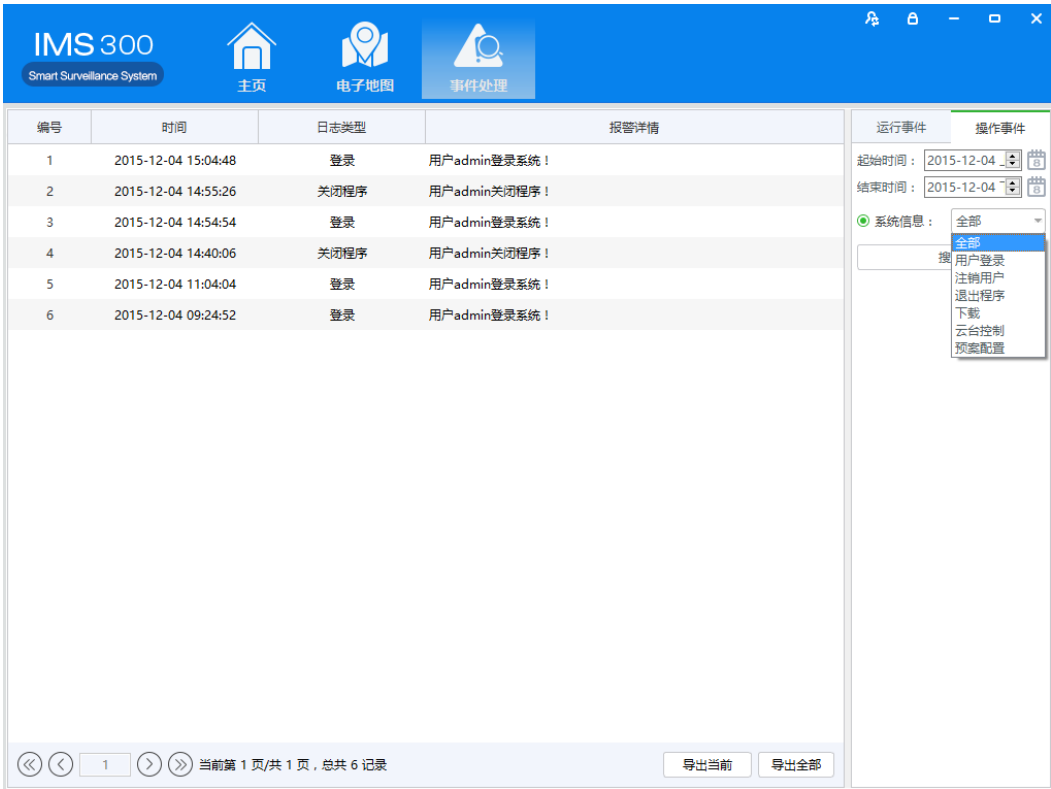 IMS 300
Smart Surveillance System
主页
电子地图
事件处理
编号 时间 日志类型 报警详情
1 2015-12-04 15:04:48 登录 用户admin登录系统！
2 2015-12-04 14:55:26 关闭程序 用户admin关闭程序！
3 2015-12-04 14:54:54 登录 用户admin登录系统！
4 2015-12-04 14:40:06 关闭程序 用户admin关闭程序！
5 2015-12-04 11:04:04 登录 用户admin登录系统！
6 2015-12-04 09:24:52 登录 用户admin登录系统！
运行事件 操作事件
起始时间： 2015-12-04 8
结束时间： 2015-12-04 8
系统信息： 全部
搜
全部
用户登录
注销用户
退出程序
下载
云台控制
预案配置
1 当前第 1 页/共 1 页，总共 6 记录 导出当前 导出全部